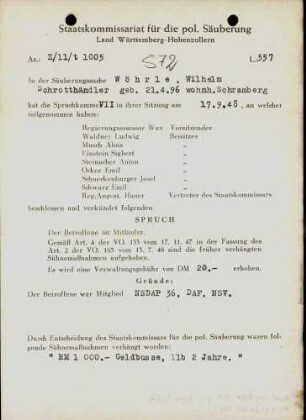 Staatskommissariat für die pol. Säuberung
Land Württemberg-Hohenzollern
Az.: Z/11/t 1005
S72
L.557
In der Säuberungssache Wöhrle, Wilhelm
Schrotthändler geb. 21.4.96 wohnh. Schramberg
hat die Spruchkammer VII in ihrer Sitzung am 17.9.48, an welcher
teilgenommen haben:
Regierungsassessor Wax Vorsitzender
Waldner Ludwig Beisitzer
Musch Alois "
Einstein Sigbert "
Steinacher Anton "
Osker Emil "
Schneckenburger Josef "
Schwarz Emil "
Reg.Angest. Hauer Vertreter des Staatskommissars
beschlossen und verkündet folgenden
SPRUCH
Der Betroffene ist Mitläufer.
Gemäß Art. 4 der VO. 133 vom 17. 11. 47 in der Fassung des
Art. 2 der VO. 165 vom 13. 7. 48 sind die früher verhängten
Sühnemaßnahmen aufgehoben.
Es wird eine Verwaltungsgebühr von DM 20,- erhoben.
Gründe:
Der Betroffene war Mitglied NSDAP 36, DAF, NSV.
Durch Entscheidung des Staatskommissars für die pol. Säuberung waren fol-
gende Sühnemaßnahmen verhängt worden:
" RM 1 000.- Geldbusse, 11b 2 Jahre. "